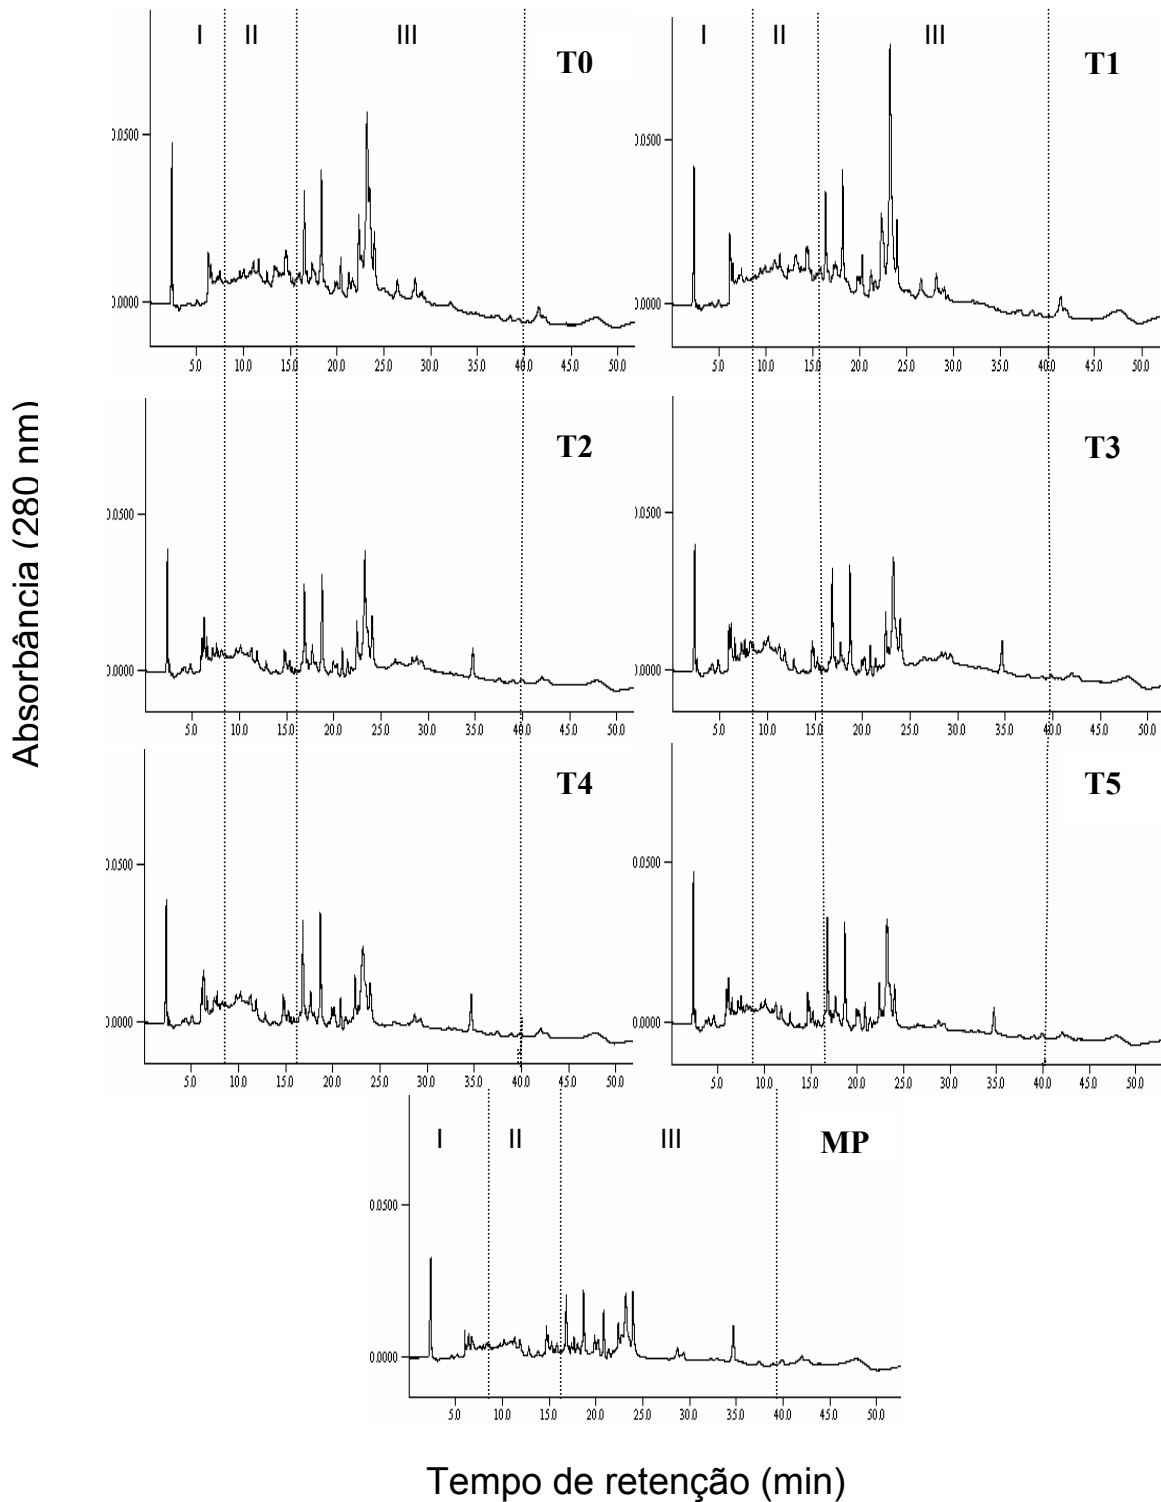 I II III I II III
T0 T1
0.0500 0.0500
0.0000 0.0000
5.0 10.0 15.0 20.0 25.0 30.0 35.0 40.0 45.0 50.0 5.0 10.0 15.0 20.0 25.0 30.0 35.0 40.0 45.0 50.0
T2 T3
0.0500 0.0500
0.0000 0.0000
5.0 10.0 15.0 20.0 25.0 30.0 35.0 40.0 45.0 50.0 5.0 10.0 15.0 20.0 25.0 30.0 35.0 40.0 45.0 50.0
Absorbância (280 nm)
T4 T5
0.0500 0.0500
0.0000 0.0000
5.0 10.0 15.0 20.0 25.0 30.0 35.0 40.0 45.0 50.0 5.0 10.0 15.0 20.0 25.0 30.0 35.0 40.0 45.0 50.0
I II III MP
0.0500
0.0000
5.0 10.0 15.0 20.0 25.0 30.0 35.0 40.0 45.0 50.0
Tempo de retenção (min)